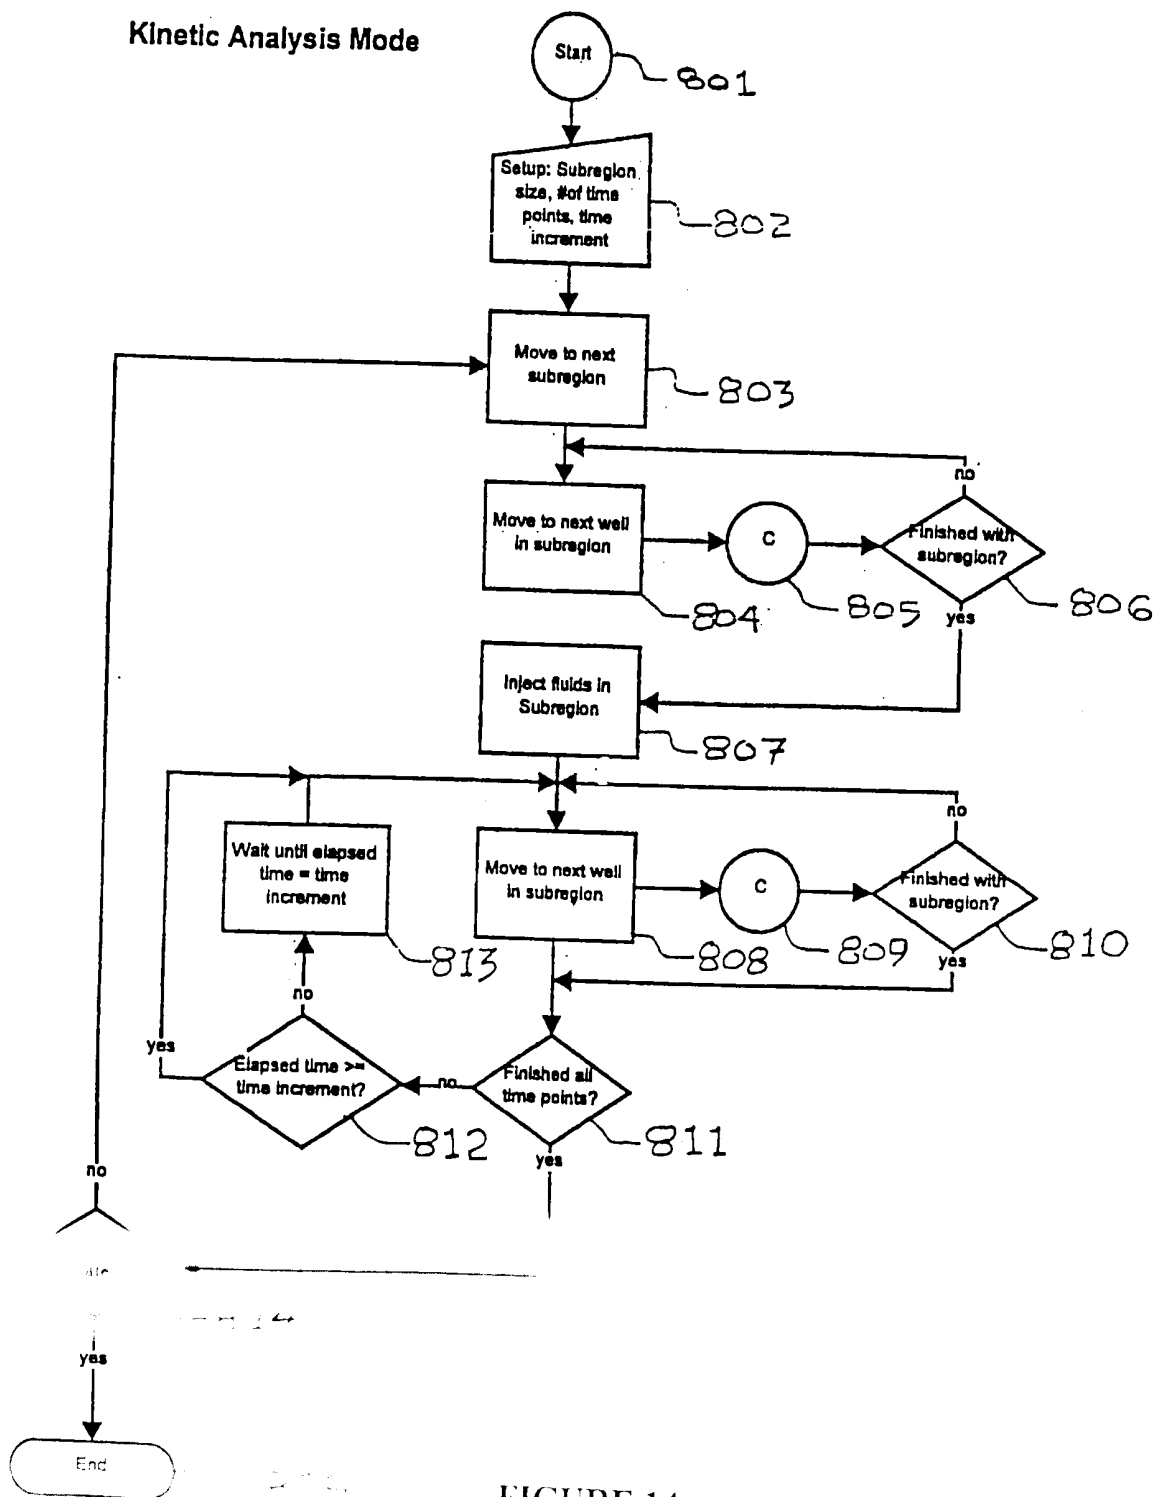 Kinetic Analysis Mode
Start
801
Setup: Subregion
size, #of time
points, time
increment
802
Move to next
subregion
803
no
Move to next well
in subregion
804
C
805
Finished with
subregion?
806
yes
Inject fluids in
Subregion
807
no
Wait until elapsed
time = time
increment
813
Move to next well
in subregion
808
C
809
Finished with
subregion?
810
yes
no
yes
Elapsed time >=
time increment?
812
no
Finished all
time points?
811
yes
no
yes
End
FIGURE 14